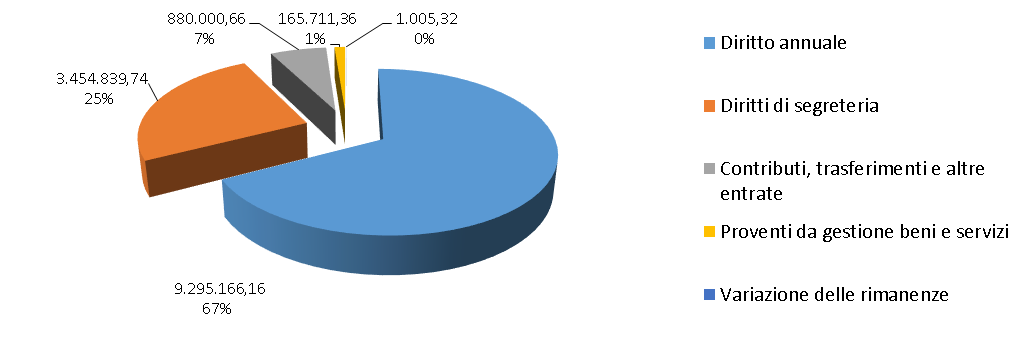 880.000,66
7%
165.711,36
1%
1.005,32
0%
3.454.839,74
25%
9.295.166,16
67%
Diritto annuale
Diritti di segreteria
Contributi, trasferimenti e altre
entrate
Proventi da gestione beni e servizi
Variazione delle rimanenze